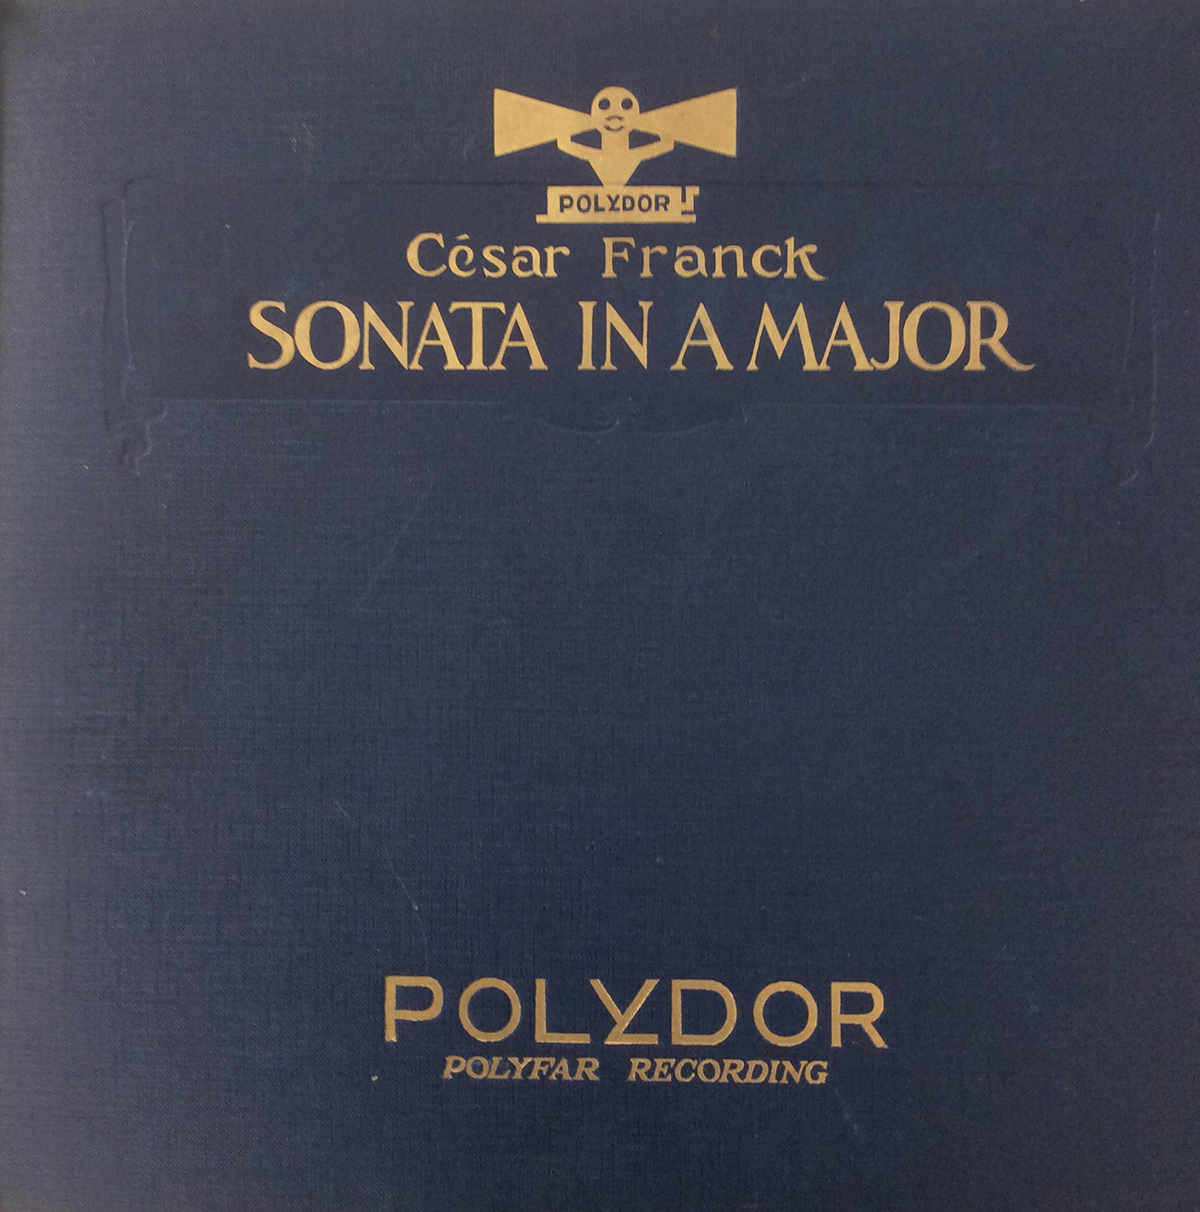 POLYDOR
César Franck
SONATA IN A MAJOR
POLYDOR
POLYFAR RECORDING